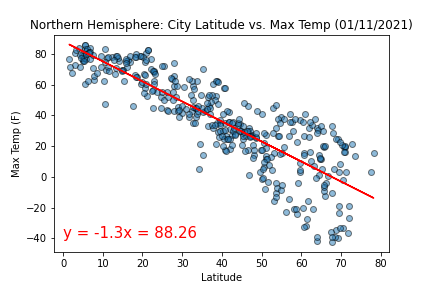 Northern Hemisphere: City Latitude vs. Max Temp (01/11/2021)
80
60
40
20
0
−20
−40
Max Temp (F)
y = -1.3x = 88.26
0 10 20 30 40 50 60 70 80
Latitude